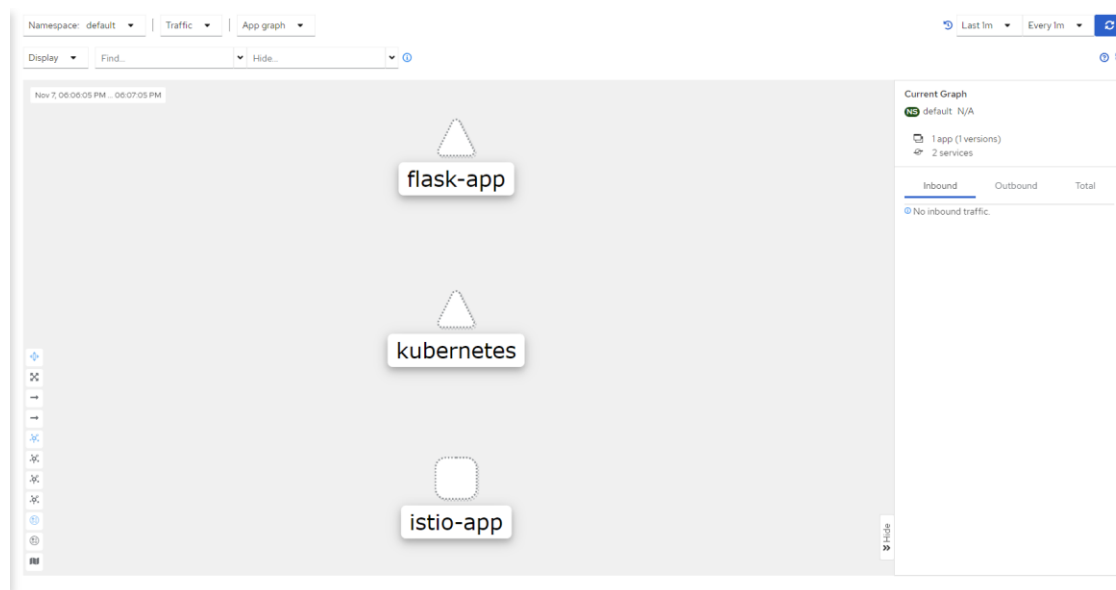 Namespace: default
Traffic
App graph
Last 1m
Every 1m
Display
Find...
Hide...
Nov 7, 06:06:05 PM ... 06:07:05 PM
flask-app
kubernetes
istio-app
Hide
Current Graph
NS default N/A
1 app (1 versions)
2 services
Inbound Outbound Total
No inbound traffic.